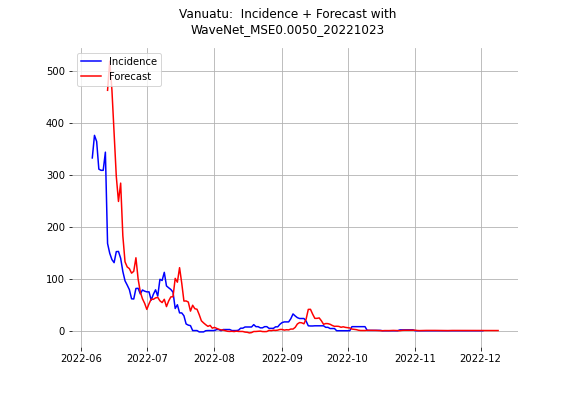 Vanuatu:  Incidence + Forecast with
WaveNet_MSE0.0050_20221023
Incidence
Forecast
500
400
300
200
100
0
2022-06 2022-07 2022-08 2022-09 2022-10 2022-11 2022-12